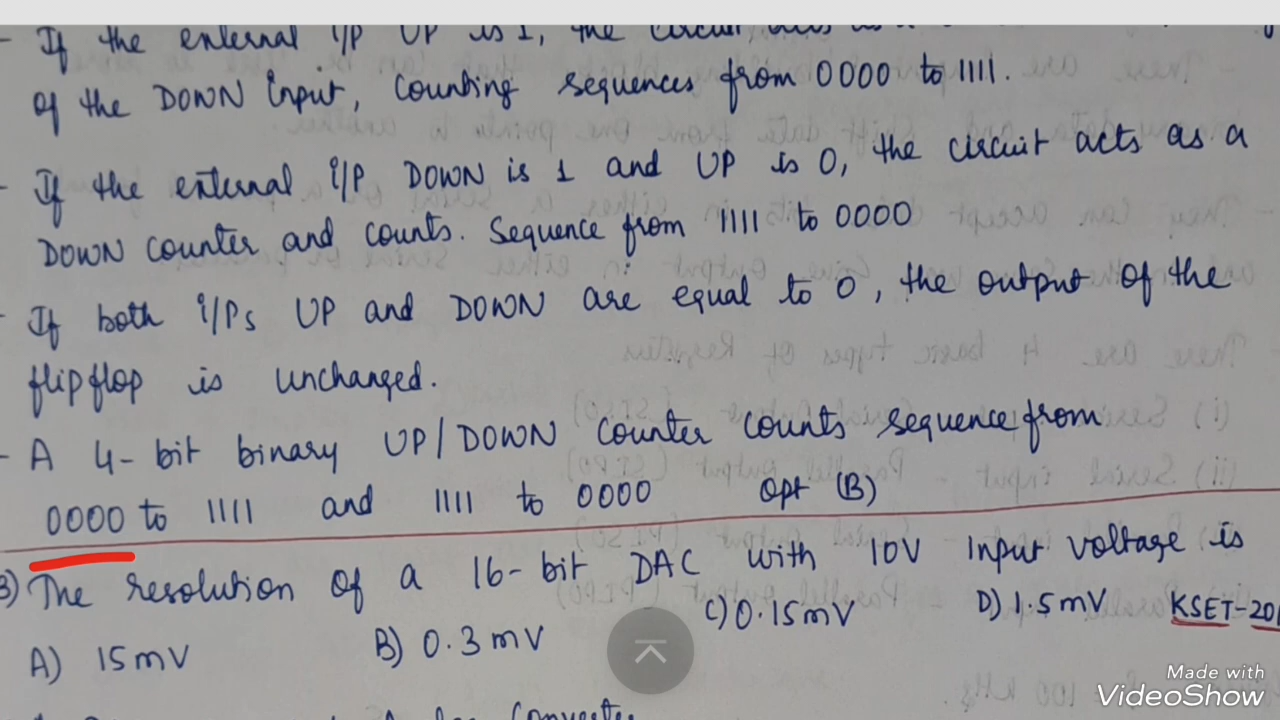 - If the external i/p UP is 1, the circuit acts
of the DOWN input, counting sequences from 0000 to 1111.
- If the external i/p DOWN is 1 and UP is 0, the circuit acts as a
DOWN counter and counts. Sequence from 1111 to 0000
- If both i/Ps UP and DOWN are equal to 0, the output of the
flipflop is unchanged.
- A 4-bit binary UP/DOWN counter counts sequence from
0000 to 1111 and 1111 to 0000 opt (B)
3) The resolution of a 16-bit DAC with 10V input voltage is
A) 15mV B) 0.3mV C) 0.15mV D) 1.5mV KSET-201
Converter
Made with
VideoShow